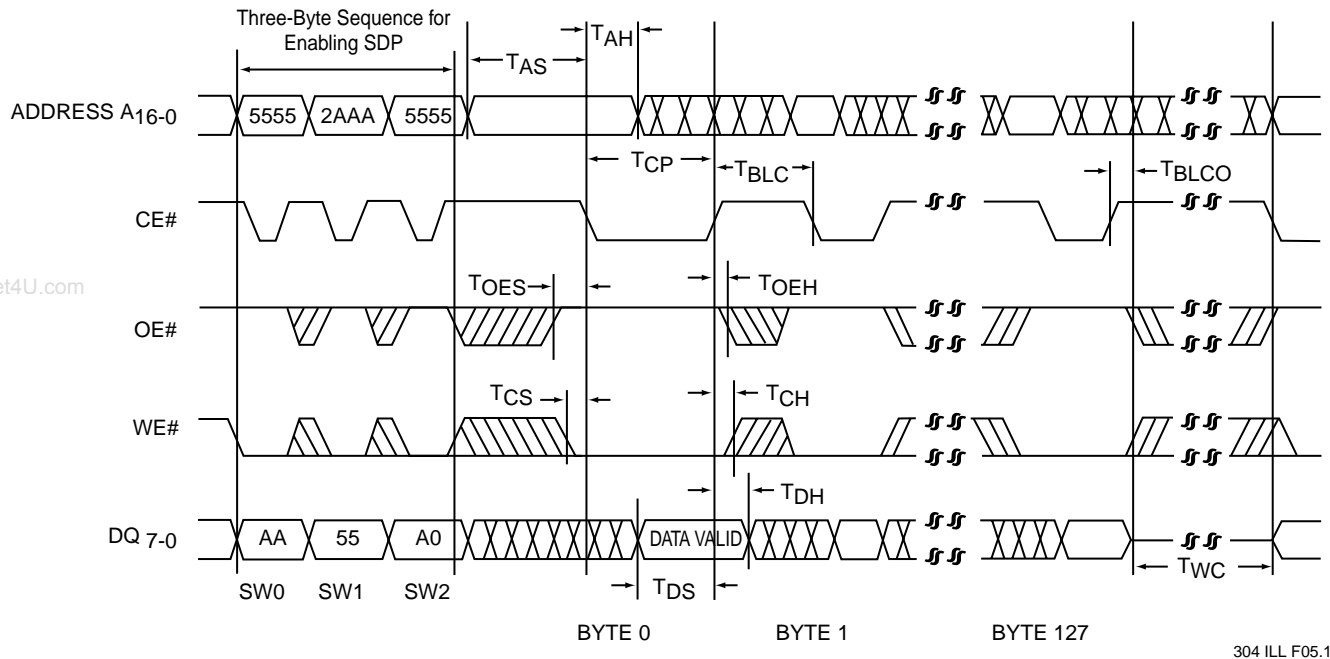 Three-Byte Sequence for
Enabling SDP
TAH
TAS
ADDRESS A16-0
5555 2AAA 5555
TCP
TBLC
TBLCO
CE#
et4U.com
TOES
TOEH
OE#
TCS
TCH
WE#
TDH
DQ 7-0
AA 55 A0 DATA VALID
TWC
SW0 SW1 SW2
TDS
BYTE 0 BYTE 1 BYTE 127
304 ILL F05.1